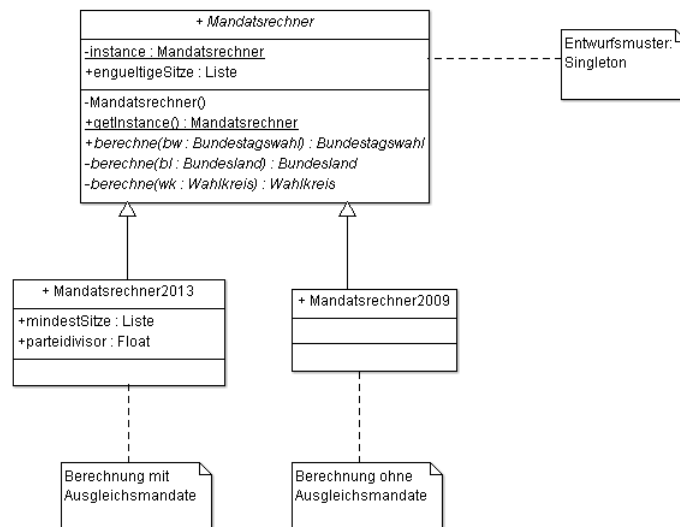 + Mandatsrechner
-instance : Mandatsrechner
+engueltigeSitze : Liste
-Mandatsrechner()
+getInstance() : Mandatsrechner
+berechne(bw : Bundestagswahl) : Bundestagswahl
-berechne(bl : Bundesland) : Bundesland
-berechne(wk : Wahlkreis) : Wahlkreis
Entwurfsmuster:
Singleton
+ Mandatsrechner2013
+mindestSitze : Liste
+parteidivisor : Float
+ Mandatsrechner2009
Berechnung mit
Ausgleichsmandate
Berechnung ohne
Ausgleichsmandate